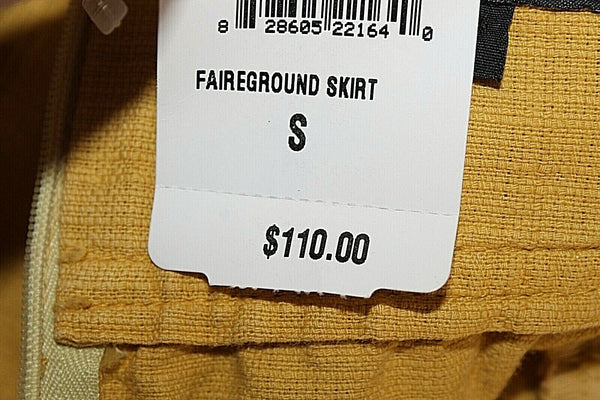 8 28605 22164 0
FAIREGROUND SKIRT
S
$110.00